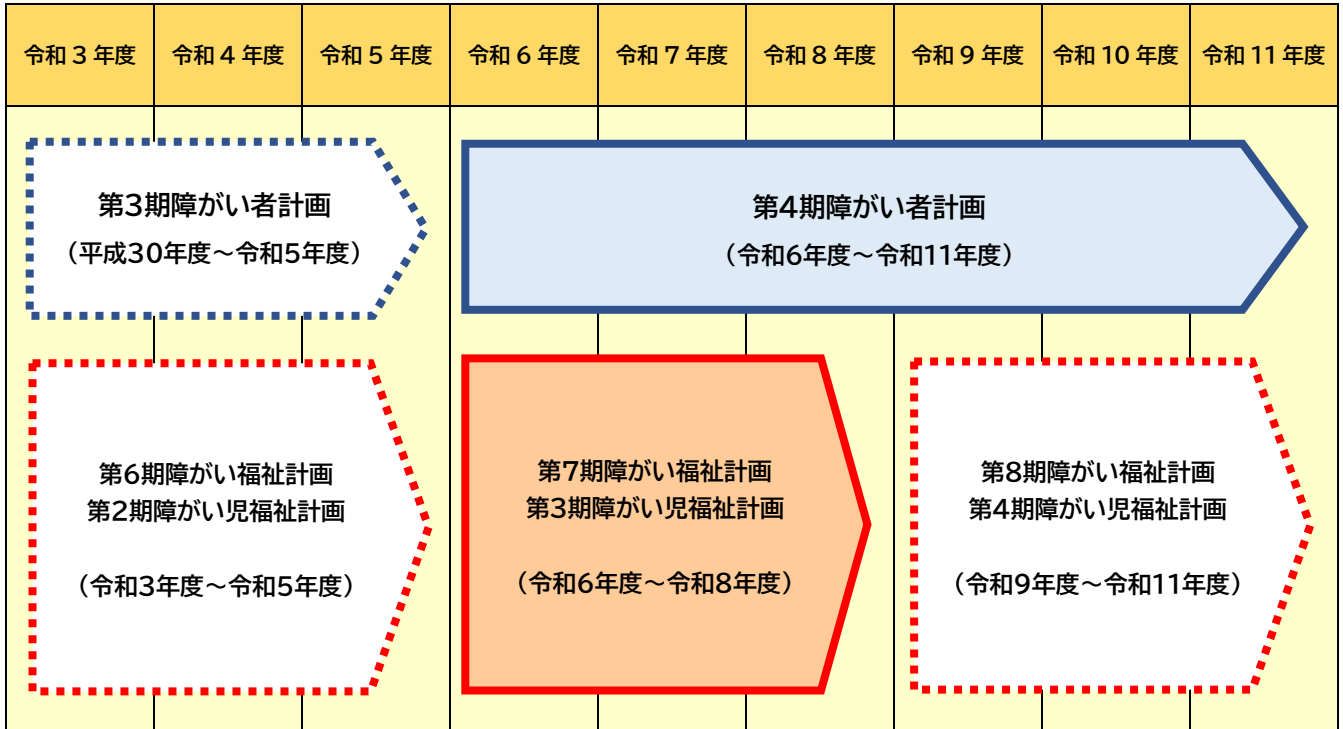 令和 3 年度 令和 4 年度 令和 5 年度 令和 6 年度 令和 7 年度 令和 8 年度 令和 9 年度 令和 10 年度 令和 11 年度
第3期障がい者計画
（平成30年度～令和5年度）
第4期障がい者計画
（令和6年度～令和11年度）
第6期障がい福祉計画
第2期障がい児福祉計画
（令和3年度～令和5年度）
第7期障がい福祉計画
第3期障がい児福祉計画
（令和6年度～令和8年度）
第8期障がい福祉計画
第4期障がい児福祉計画
（令和9年度～令和11年度）